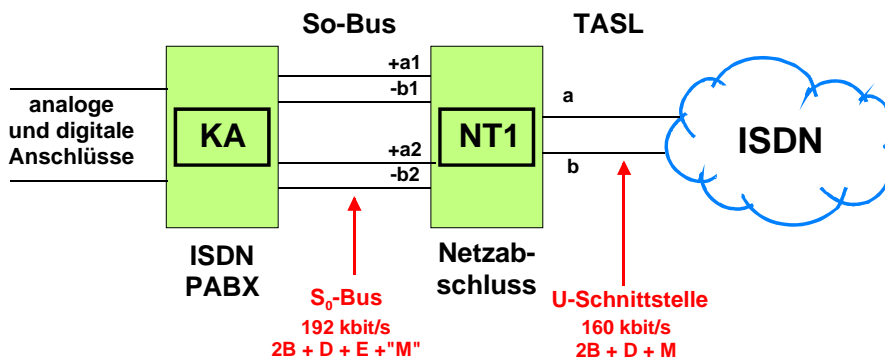 So-Bus
TASL
+a1
-b1
a
analoge
und digitale
Anschlüsse
KA
NT1
ISDN
+a2
-b2
b
ISDN
PABX
Netzab-
schluss
S₀-Bus
192 kbit/s
2B + D + E +"M"
U-Schnittstelle
160 kbit/s
2B + D + M